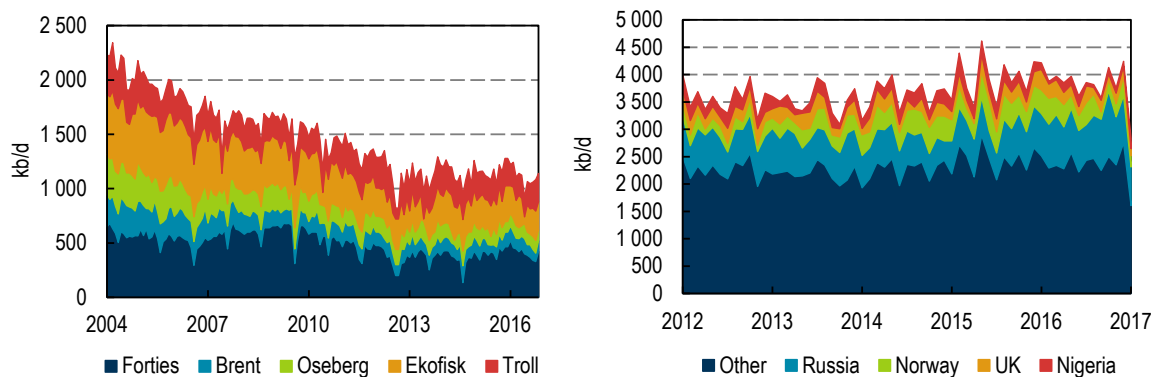 kb/d
2 500
2 000
1 500
1 000
500
0
2004 2007 2010 2013 2016
Forties Brent Oseberg Ekofisk Troll
kb/d
5 000
4 500
4 000
3 500
3 000
2 500
2 000
1 500
1 000
500
0
2012 2013 2014 2015 2016 2017
Other Russia Norway UK Nigeria